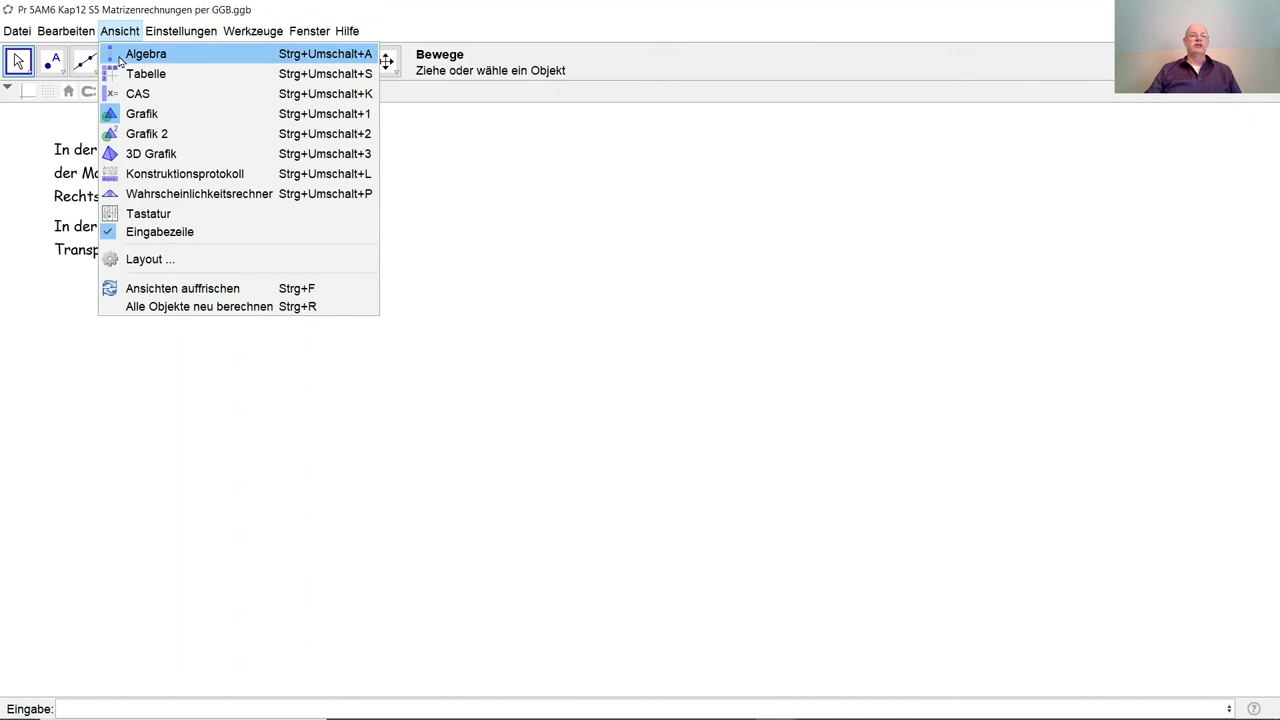 Pr 5AM6 Kap12 S5 Matrizenrechnungen per GGB.ggb
Datei Bearbeiten Ansicht Einstellungen Werkzeuge Fenster Hilfe
Algebra Strg+Umschalt+A
Tabelle Strg+Umschalt+S
CAS Strg+Umschalt+K
Grafik Strg+Umschalt+1
Grafik 2 Strg+Umschalt+2
3D Grafik Strg+Umschalt+3
Konstruktionsprotokoll Strg+Umschalt+L
Wahrscheinlichkeitsrechner Strg+Umschalt+P
Tastatur
Eingabezeile
Layout ...
Ansichten auffrischen Strg+F
Alle Objekte neu berechnen Strg+R
Bewege
Ziehe oder wähle ein Objekt
In der
der
In der
Eingabe: